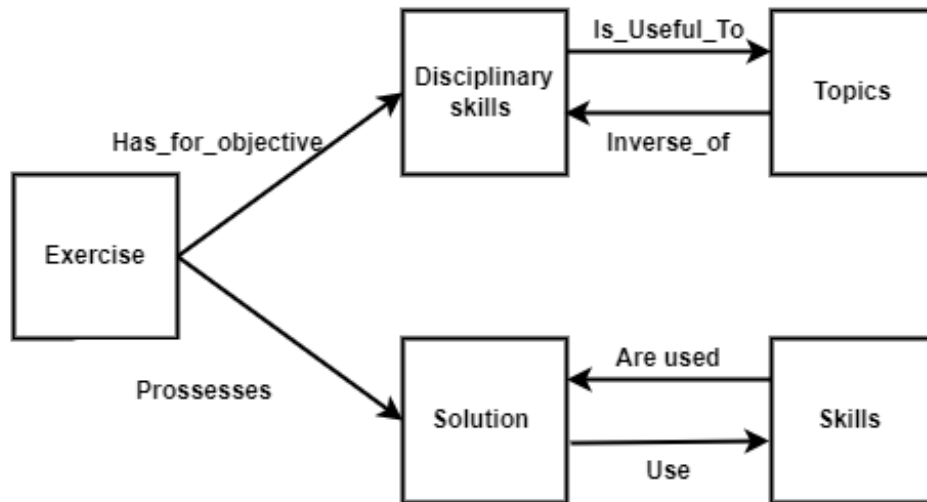 Is_Useful_To
Disciplinary
skills
Topics
Has_for_objective
Inverse_of
Exercise
Are used
Prossesses
Solution
Skills
Use